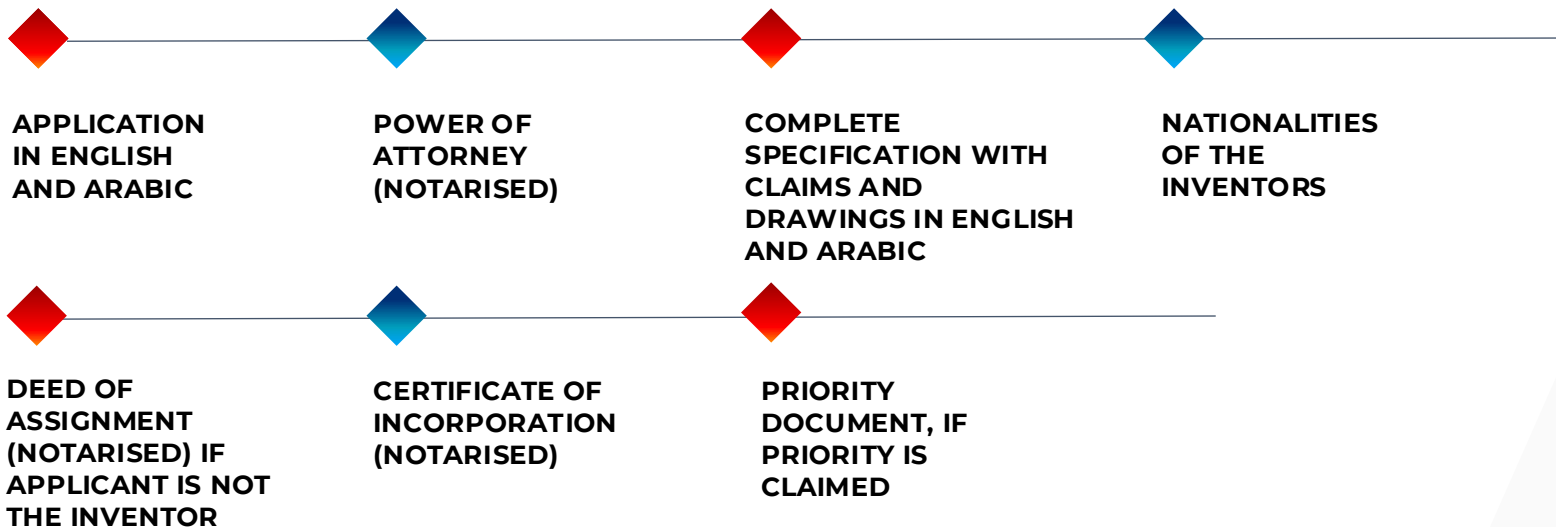 APPLICATION
IN ENGLISH
AND ARABIC
POWER OF
ATTORNEY
(NOTARISED)
COMPLETE
SPECIFICATION WITH
CLAIMS AND
DRAWINGS IN ENGLISH
AND ARABIC
NATIONALITIES
OF THE
INVENTORS
DEED OF
ASSIGNMENT
(NOTARISED) IF
APPLICANT IS NOT
THE INVENTOR
CERTIFICATE OF
INCORPORATION
(NOTARISED)
PRIORITY
DOCUMENT, IF
PRIORITY IS
CLAIMED